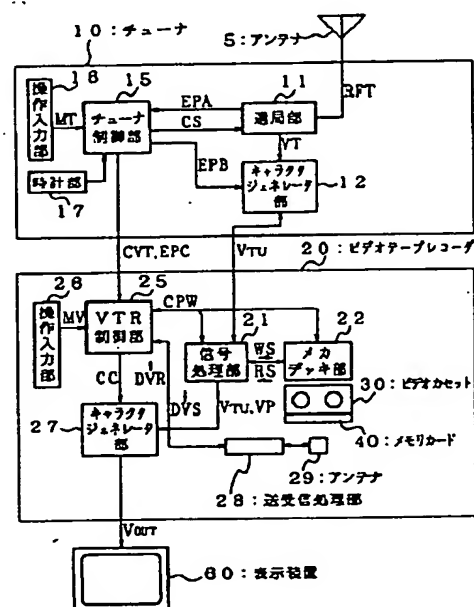 10:チューナ
5:アンテナ
18
操作入力部
MT
15
チューナ制御部
EPA
CS
11
選局部
RFT
VT
EPB
時計部
17
キャラクタジェネレータ部
12
CVT,EPC
VTU
20:ビデオテープレコーダ
26
操作入力部
MV
25
VTR制御部
CPW
21
信号処理部
WS
RS
22
メカデッキ部
CC
DVR
DVS
VTU,VP
30:ビデオカセット
40:メモリカード
27
キャラクタジェネレータ部
29:アンテナ
28:送受信処理部
VOUT
60:表示装置